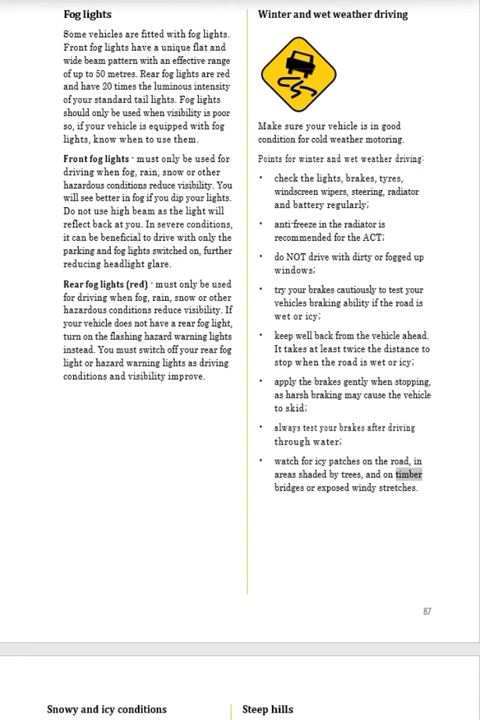 Fog lights
Some vehicles are fitted with fog lights.
Front fog lights have a unique flat and
wide beam pattern with an effective range
of up to 50 metres. Rear fog lights are red
and have 20 times the luminous intensity
of your standard tail lights. Fog lights
should only be used when visibility is poor
so, if your vehicle is equipped with fog
lights, know when to use them.
Front fog lights - must only be used for
driving when fog, rain, snow or other
hazardous conditions reduce visibility. You
will see better in fog if you dip your lights.
Do not use high beam as the light will
reflect back at you. In severe conditions,
it can be beneficial to drive with only the
parking and fog lights switched on, further
reducing headlight glare.
Rear fog lights (red) - must only be used
for driving when fog, rain, snow or other
hazardous conditions reduce visibility. If
your vehicle does not have a rear fog light,
turn on the flashing hazard warning lights
instead. You must switch off your rear fog
light or hazard warning lights as driving
conditions and visibility improve.
Winter and wet weather driving
Make sure your vehicle is in good
condition for cold weather motoring.
Points for winter and wet weather driving:
• check the lights, brakes, tyres,
windscreen wipers, steering, radiator
and battery regularly;
• anti-freeze in the radiator is
recommended for the ACT;
• do NOT drive with dirty or fogged up
windows;
• try your brakes cautiously to test your
vehicles braking ability if the road is
wet or icy;
• keep well back from the vehicle ahead.
It takes at least twice the distance to
stop when the road is wet or icy;
• apply the brakes gently when stopping,
as harsh braking may cause the vehicle
to skid;
• always test your brakes after driving
through water;
• watch for icy patches on the road, in
areas shaded by trees, and on timber
bridges or exposed windy stretches.
87
Snowy and icy conditions
Steep hills